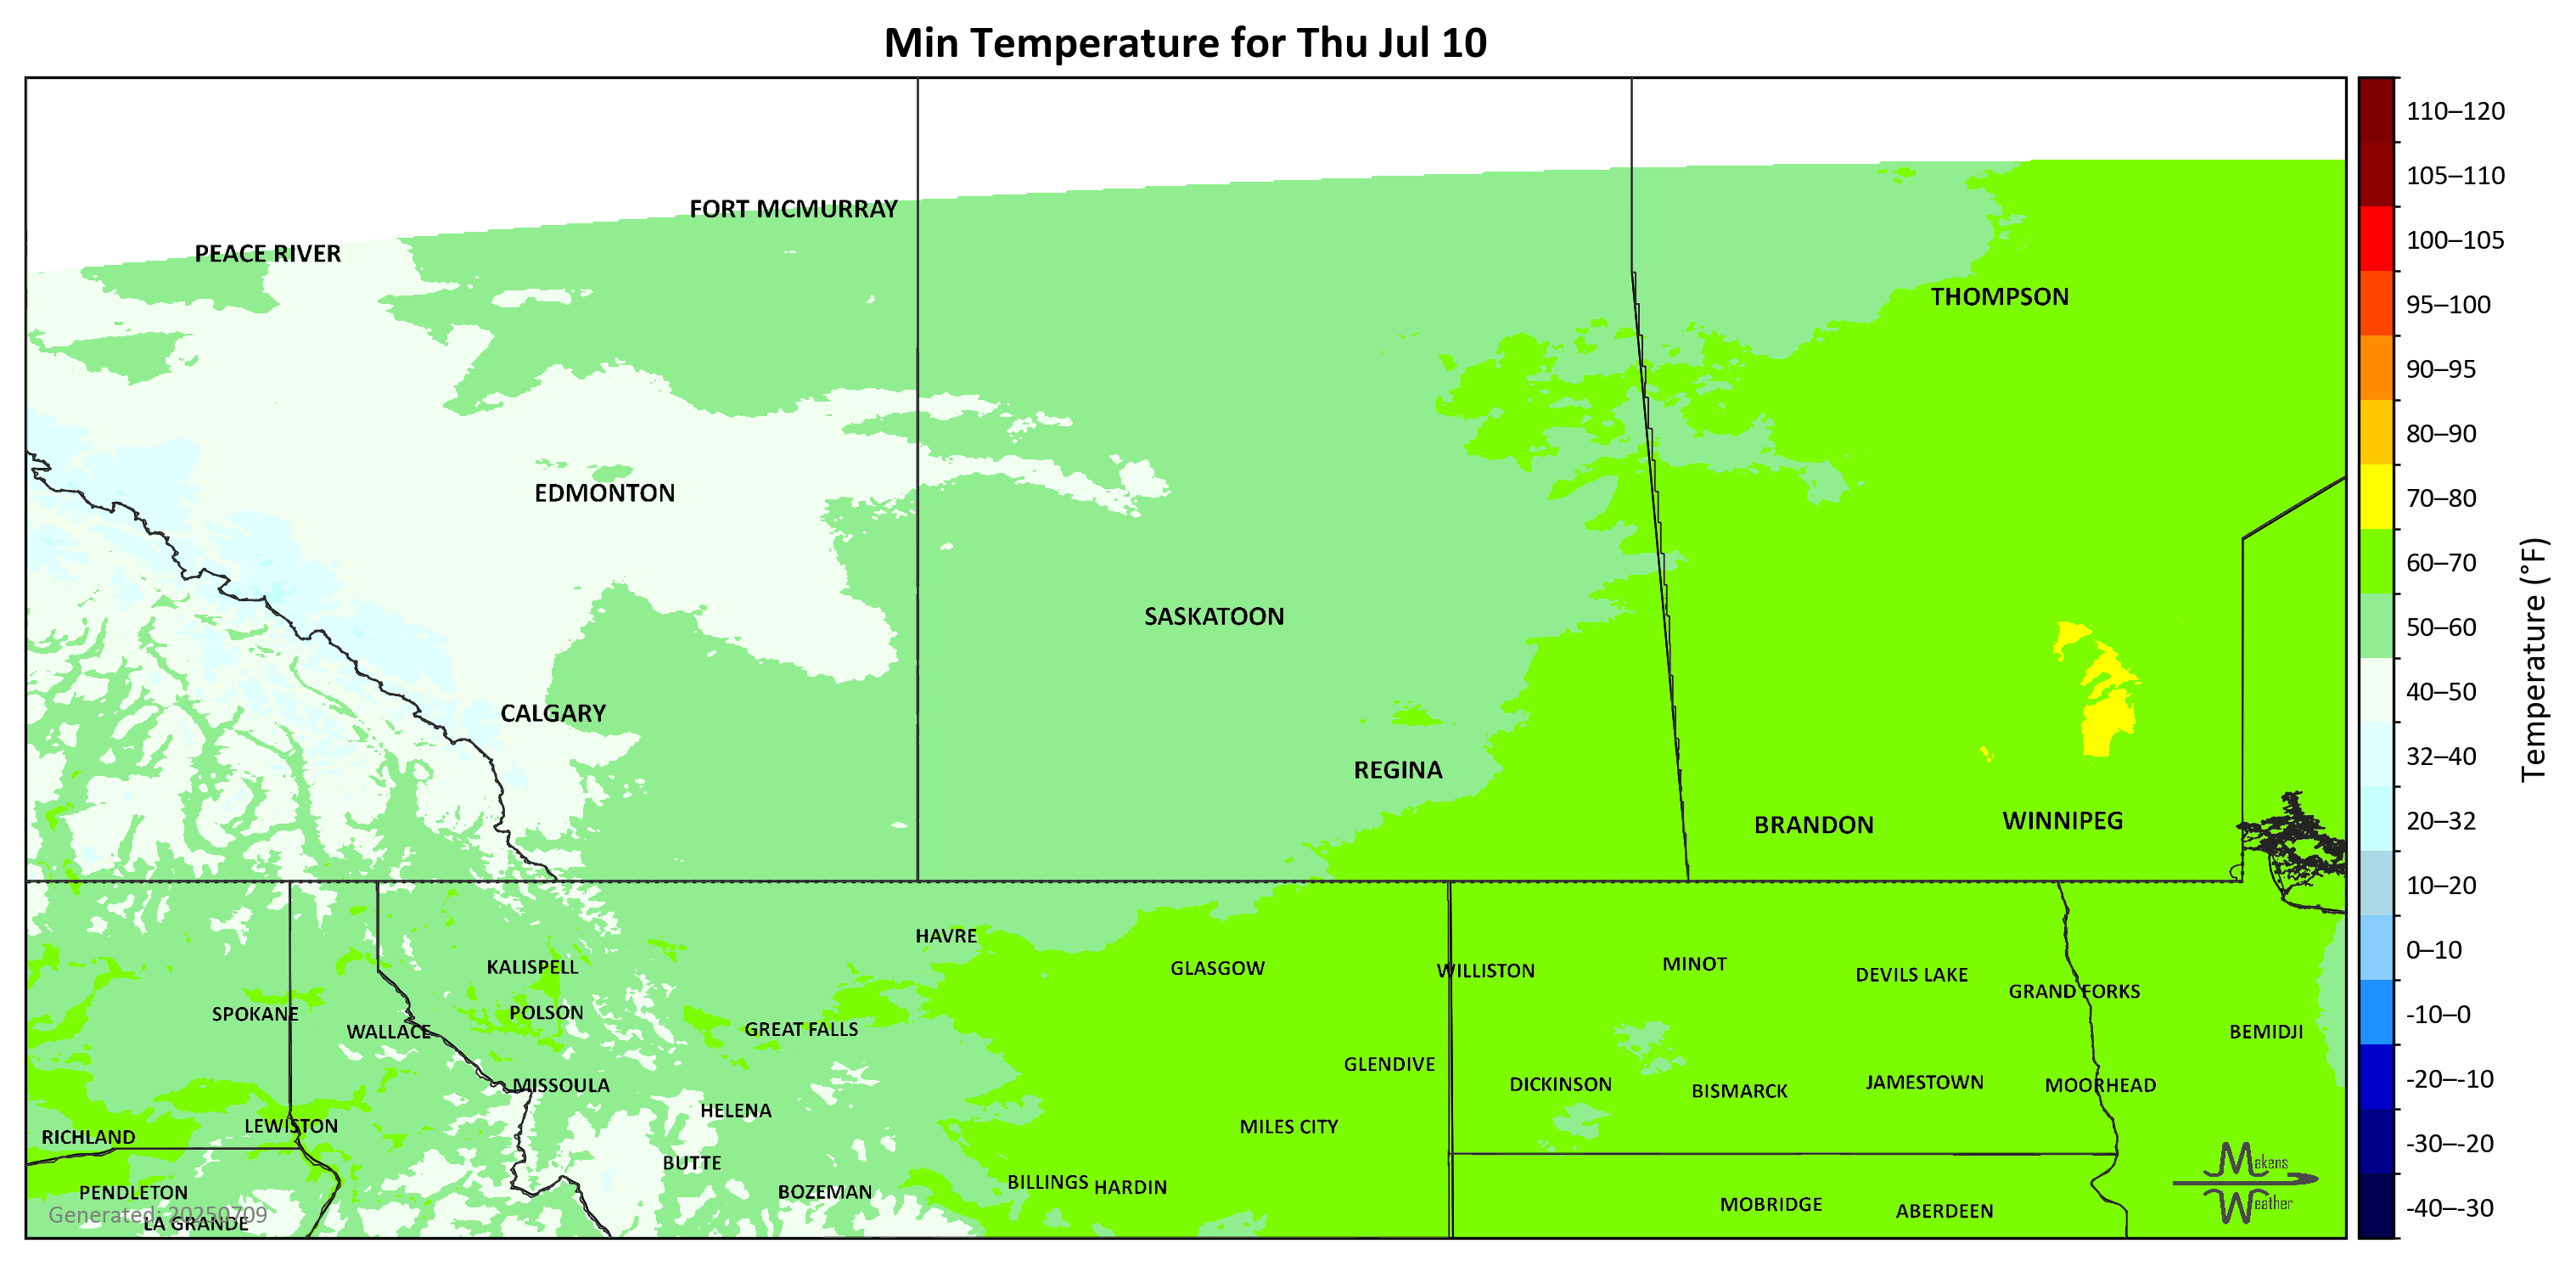 Min Temperature for Thu Jul 10
110–120
105–110
100–105
95–100
90–95
80–90
70–80
60–70
50–60
40–50
32–40
20–32
10–20
0–10
-10–0
-20–-10
-30–-20
-40–-30
Temperature (°F)
FORT MCMURRAY
PEACE RIVER
THOMPSON
EDMONTON
SASKATOON
CALGARY
REGINA
BRANDON
WINNIPEG
HAVRE
KALISPELL
GLASGOW
WILLISTON
MINOT
DEVILS LAKE
GRAND FORKS
SPOKANE
POLSON
WALLACE
GREAT FALLS
BEMIDJI
GLENDIVE
MISSOULA
DICKINSON
BISMARCK
JAMESTOWN
MOORHEAD
HELENA
LEWISTON
MILES CITY
RICHLAND
BUTTE
BILLINGS
HARDIN
PENDLETON
BOZEMAN
MOBRIDGE
ABERDEEN
LA GRANDE
Generated: 20250709
Makens
Weather